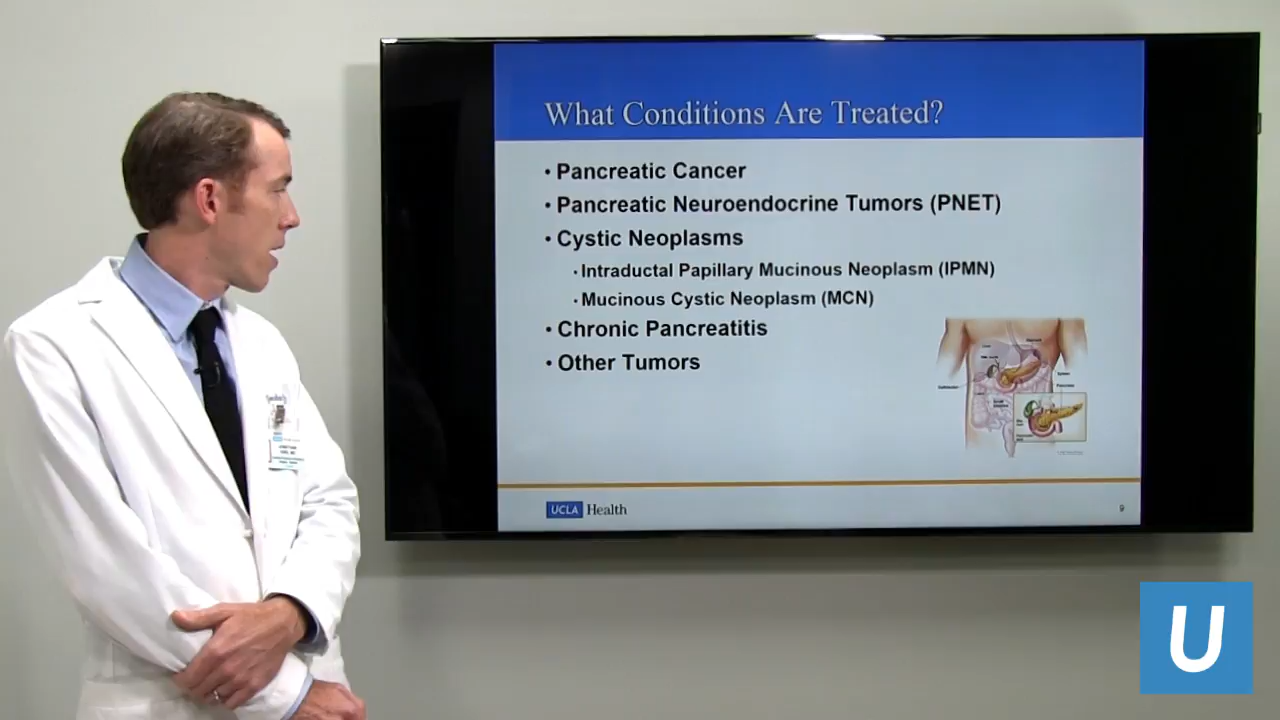 What Conditions Are Treated?
• Pancreatic Cancer
• Pancreatic Neuroendocrine Tumors (PNET)
• Cystic Neoplasms
• Intraductal Papillary Mucinous Neoplasm (IPMN)
• Mucinous Cystic Neoplasm (MCN)
• Chronic Pancreatitis
• Other Tumors
UCLA Health
9
U